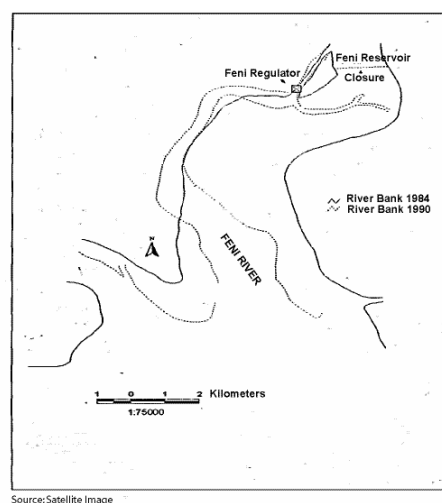 Feni Reservoir
Feni Regulator
Closure
River Bank 1984
River Bank 1990
N
FENI RIVER
1 0 1 2 Kilometers
1:75000
Source: Satellite Image